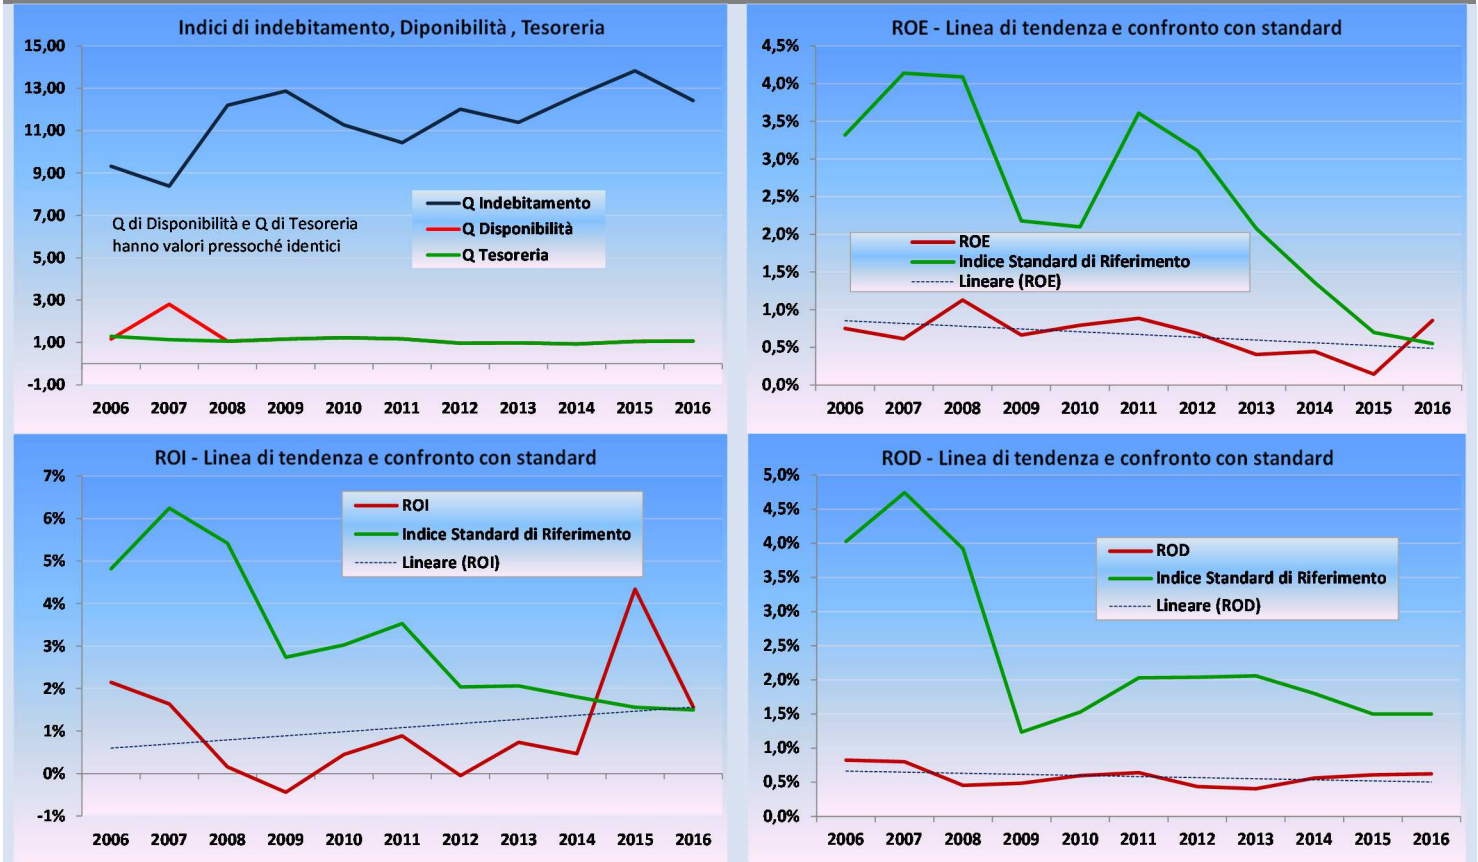 Indici di indebitamento, Diponibilità , Tesoreria
15,00
13,00
11,00
9,00
7,00
5,00
3,00
1,00
-1,00
Q di Disponibilità e Q di Tesoreria
hanno valori pressoché identici
Q Indebitamento
Q Disponibilità
Q Tesoreria
2006 2007 2008 2009 2010 2011 2012 2013 2014 2015 2016
ROE - Linea di tendenza e confronto con standard
4,5%
4,0%
3,5%
3,0%
2,5%
2,0%
1,5%
1,0%
0,5%
0,0%
ROE
Indice Standard di Riferimento
Lineare (ROE)
2006 2007 2008 2009 2010 2011 2012 2013 2014 2015 2016
ROI - Linea di tendenza e confronto con standard
7%
6%
5%
4%
3%
2%
1%
0%
-1%
ROI
Indice Standard di Riferimento
Lineare (ROI)
2006 2007 2008 2009 2010 2011 2012 2013 2014 2015 2016
ROD - Linea di tendenza e confronto con standard
5,0%
4,5%
4,0%
3,5%
3,0%
2,5%
2,0%
1,5%
1,0%
0,5%
0,0%
ROD
Indice Standard di Riferimento
Lineare (ROD)
2006 2007 2008 2009 2010 2011 2012 2013 2014 2015 2016